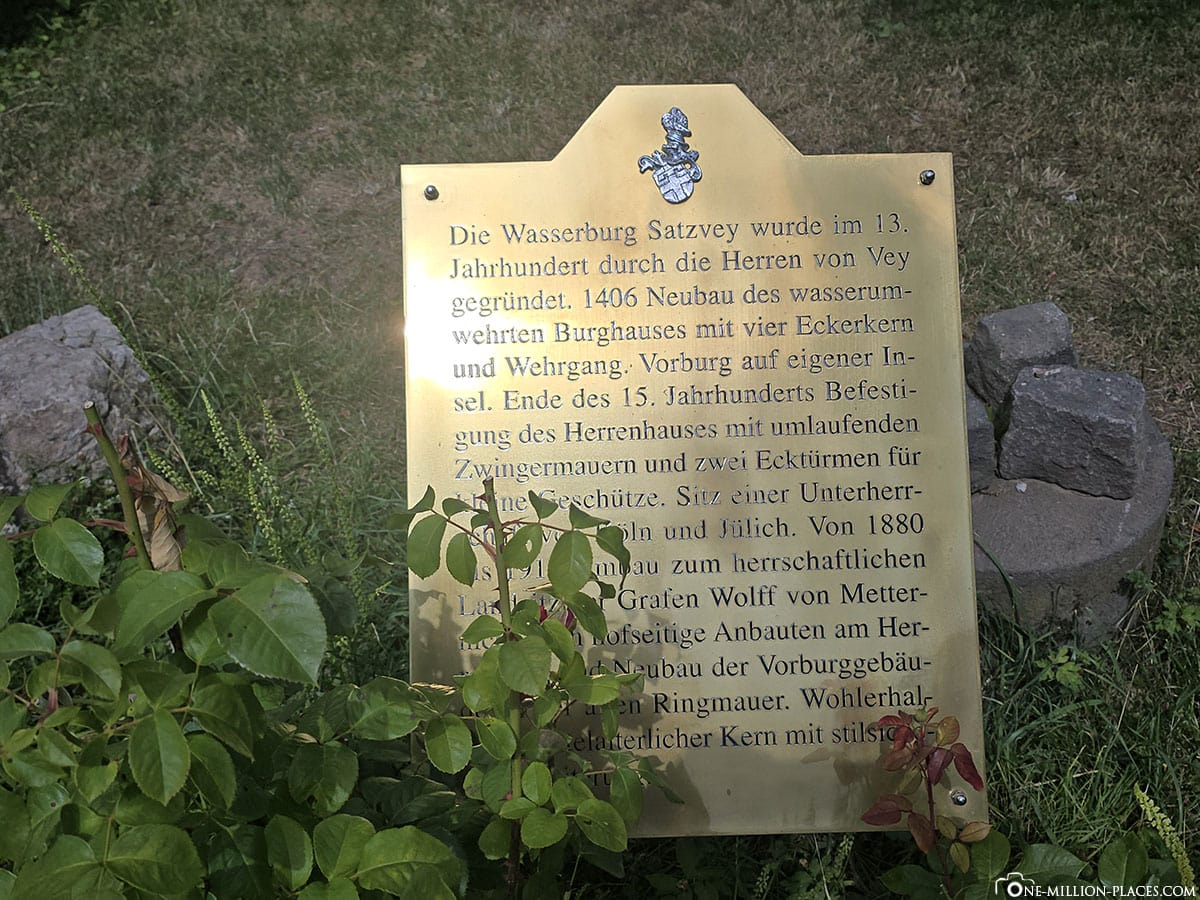 Die Wasserburg Satzvey wurde im 13.
Jahrhundert durch die Herren von Vey
gegründet. 1406 Neubau des wasserum-
wehrten Burghauses mit vier Eckerkern
und Wehrgang. Vorburg auf eigener In-
sel. Ende des 15. Jahrhunderts Befesti-
gung des Herrenhauses mit umlaufenden
Zwingermauern und zwei Ecktürmen für
kleine Geschütze. Sitz einer Unterherr-
Köln und Jülich. Von 1880
zum herrschaftlichen
Grafen Wolff von Metter-
hofseitige Anbauten am Her-
Neubau der Vorburggebäu-
alten Ringmauer. Wohlerhal-
Kern mit
ONE-MILLION-PLACES.COM